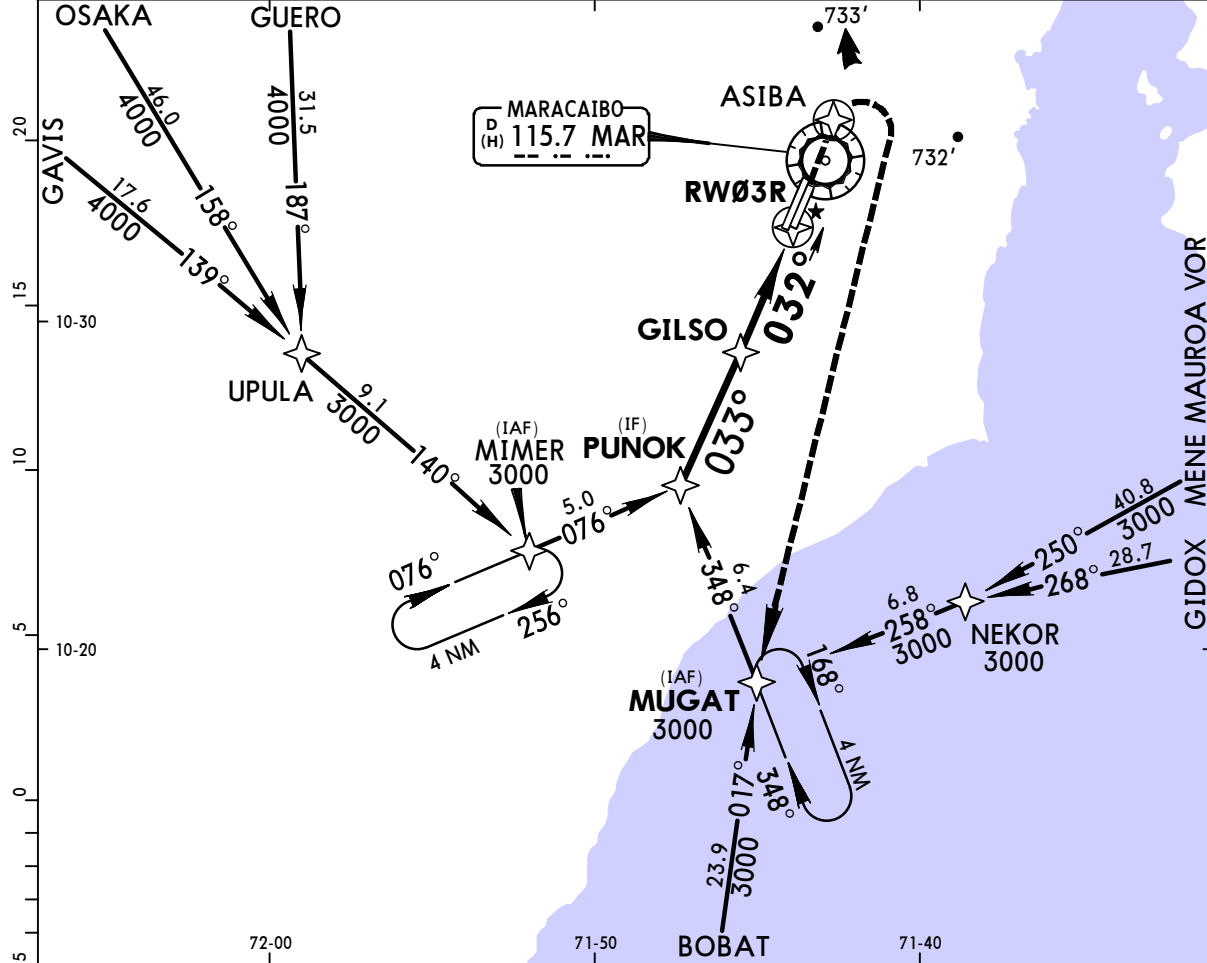 OSAKA
GUERO
733'
ASIBA
MARACAIBO
D
(H) 115.7 MAR
732'
GAVIS
46.0
4000
158°
31.5
4000
187°
17.6
4000
139°
RWØ3R
20
15
10
5
0
5
10-30
10-20
032°
GILSO
033°
UPULA
9.1
3000
140°
(IAF)
MIMER
3000
(IF)
PUNOK
5.0
076°
076°
256°
4 NM
6.4
348°
MENE MAUROA VOR
40.8
3000
250°
GIDOX
28.7
268°
6.8
258°
3000
NEKOR
3000
(IAF)
MUGAT
3000
168°
4 NM
348°
017°
23.9
3000
BOBAT
72-00
71-50
71-40